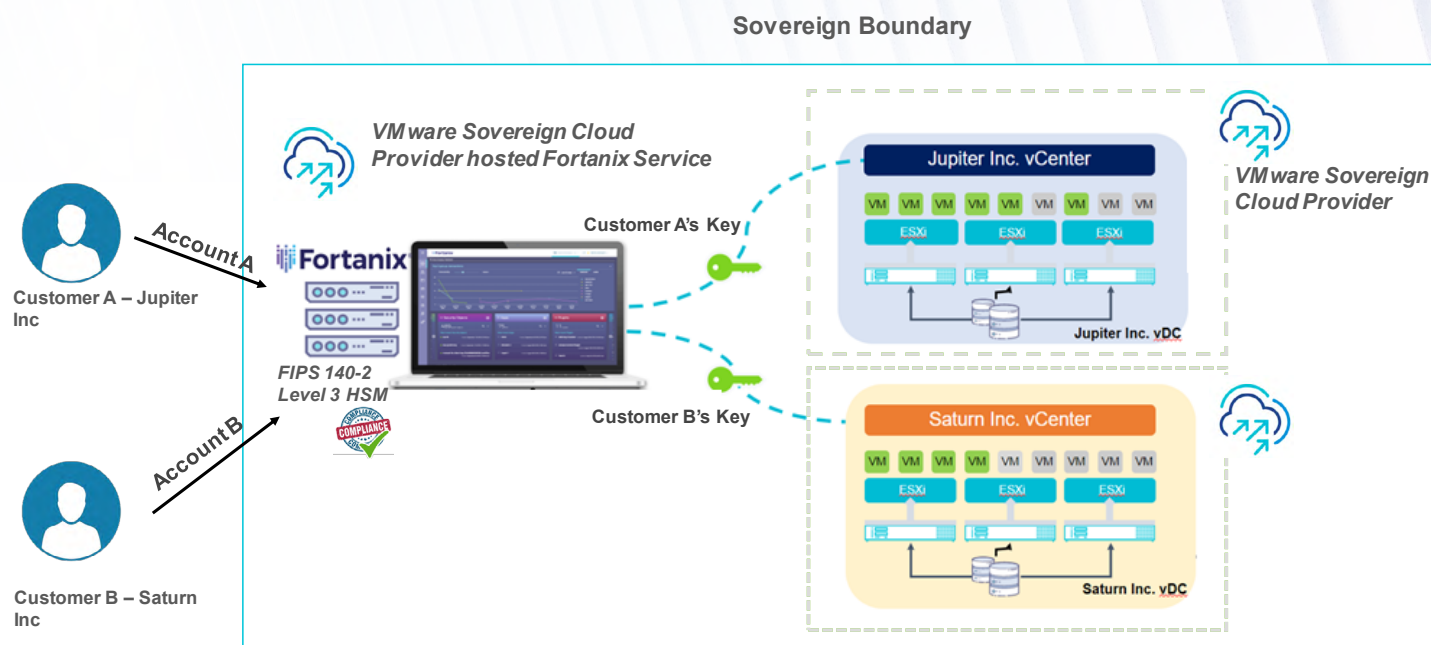 Sovereign Boundary
VMware Sovereign Cloud
Provider hosted Fortanix Service
VMware Sovereign
Cloud Provider
Customer A – Jupiter
Inc
Account A
Fortanix
FIPS 140-2
Level 3 HSM
COMPLIANCE
COMPLIANCE
Fortanix
Customer A's Key
Customer B's Key
Jupiter Inc. vCenter
VM VM VM VM VM VM VM VM VM
ESXi ESXi ESXi
Jupiter Inc. vDC
Account B
Customer B – Saturn
Inc
Saturn Inc. vCenter
VM VM VM VM VM VM VM VM VM
ESXi ESXi ESXi
Saturn Inc. vDC